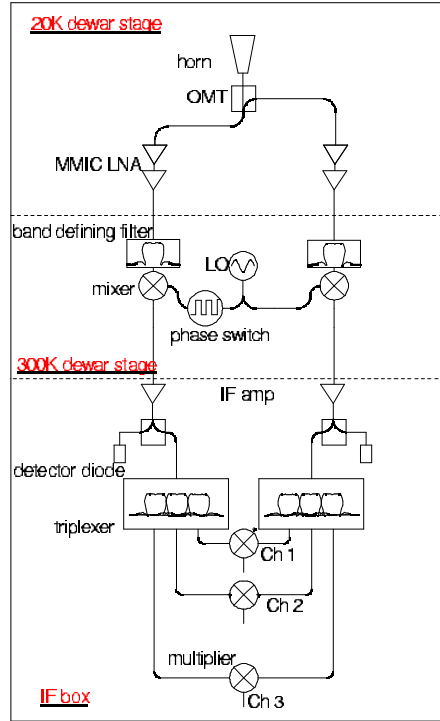 20K dewar stage
horn
OMT
MMIC LNA
band defining filter
LO
mixer
phase switch
300K dewar stage
IF amp
detector diode
triplexer
Ch 1
Ch 2
multiplier
Ch 3
IF box